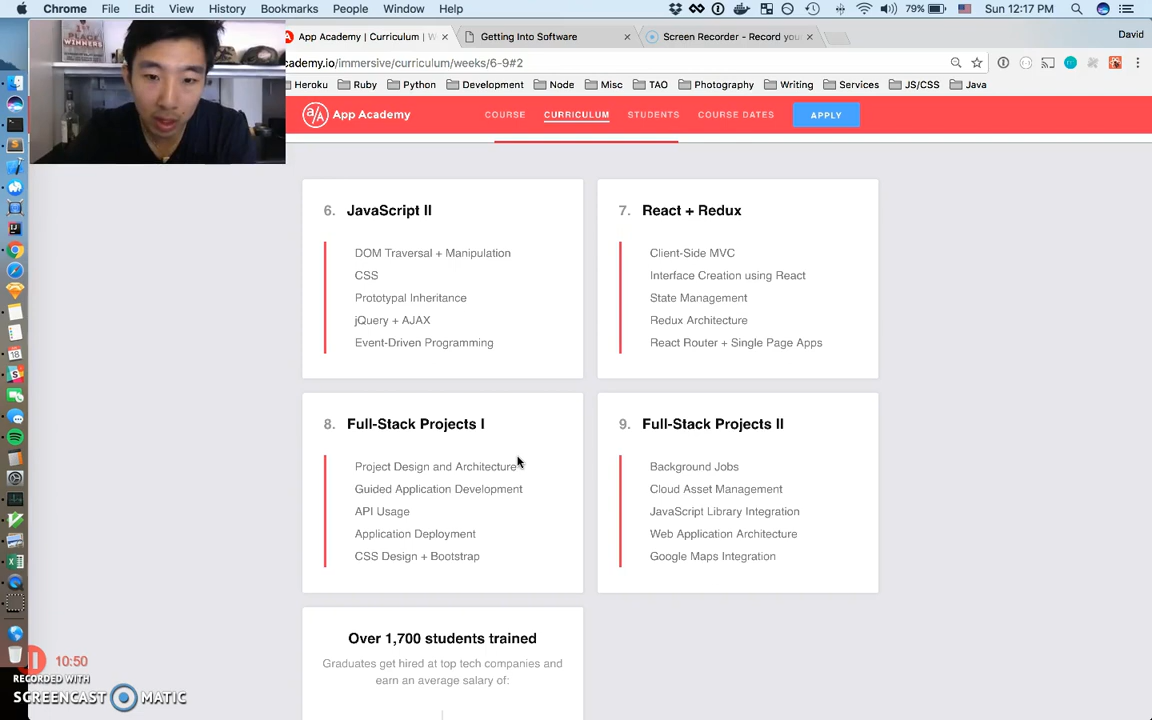 Chrome File Edit View History Bookmarks People Window Help 79% Sun 12:17 PM
1ST PLACE
WINNERS
App Academy | Curriculum | W Getting Into Software Screen Recorder - Record your David
ademy.io/immersive/curriculum/weeks/6-9#2
Heroku Ruby Python Development Node Misc TAO Photography Writing Services JS/CSS Java
a/A App Academy COURSE CURRICULUM STUDENTS COURSE DATES APPLY
6. JavaScript II
DOM Traversal + Manipulation
CSS
Prototypal Inheritance
jQuery + AJAX
Event-Driven Programming
7. React + Redux
Client-Side MVC
Interface Creation using React
State Management
Redux Architecture
React Router + Single Page Apps
8. Full-Stack Projects I
Project Design and Architecture
Guided Application Development
API Usage
Application Deployment
CSS Design + Bootstrap
9. Full-Stack Projects II
Background Jobs
Cloud Asset Management
JavaScript Library Integration
Web Application Architecture
Google Maps Integration
Over 1,700 students trained
Graduates get hired at top tech companies and
earn an average salary of:
18
10:50
RECORDED WITH
SCREENCAST MATIC